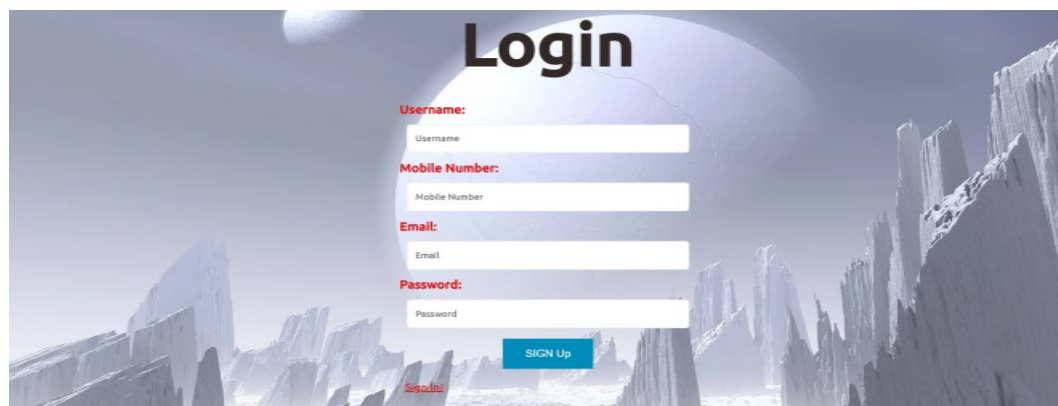 Login
Username:
Username
Mobile Number:
Mobile Number
Email:
Email
Password:
Password
SIGN Up
Sign In!